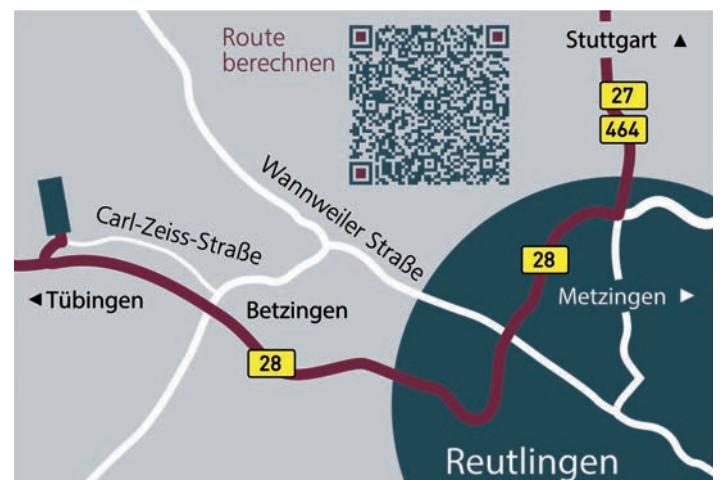 Route
berechnen
Stuttgart ▲
27
464
Wannweiler Straße
Carl-Zeiss-Straße
28
Metzingen ►
◄Tübingen
Betzingen
28
Reutlingen